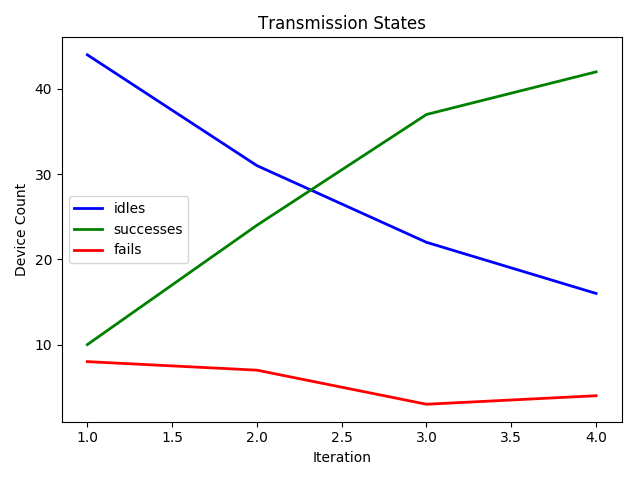 Transmission States
Device Count
40
30
20
10
idles
successes
fails
1.0 1.5 2.0 2.5 3.0 3.5 4.0
Iteration